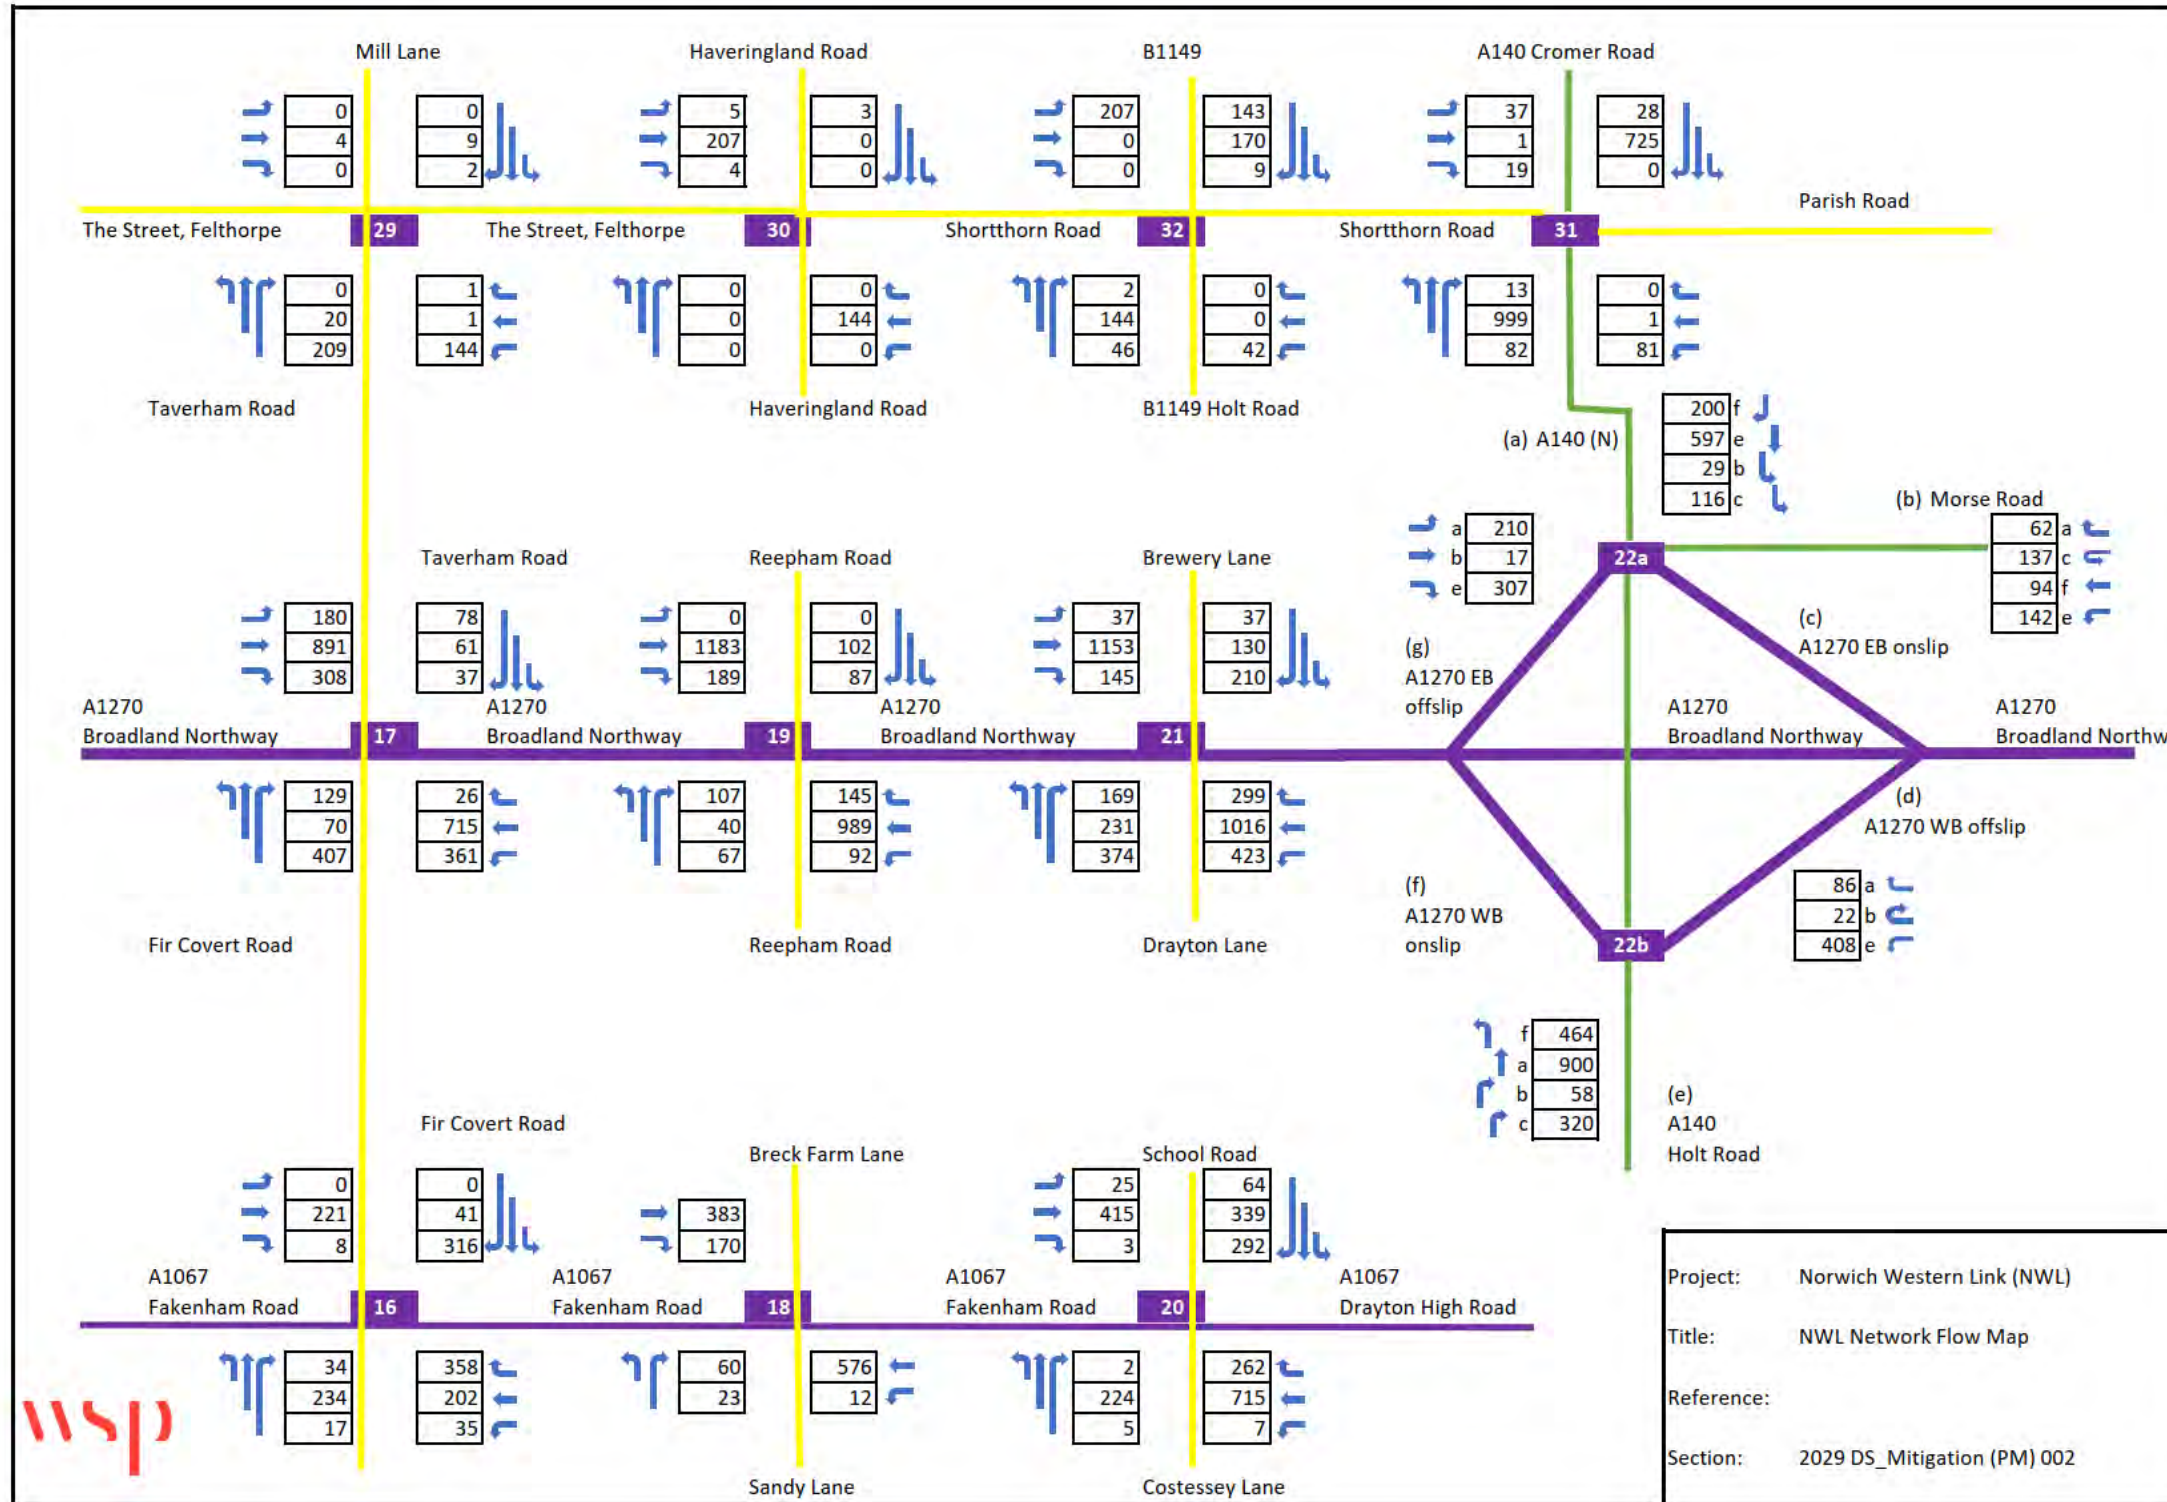 Mill Lane Haveringland Road B1149 A140 Cromer Road
0 0 5 3 207 143 37 28
4 9 207 0 0 170 1 725
0 2 4 0 0 9 19 0
Parish Road
The Street, Felthorpe 29 The Street, Felthorpe 30 Shortthorn Road 32 Shortthorn Road 31
0 1 0 0 2 0 13 0
20 1 0 144 144 0 999 1
209 144 0 0 46 42 82 81
Taverham Road Haveringland Road B1149 Holt Road
200 f
(a) A140 (N) 597 e
29 b
116 c
(b) Morse Road
a 210 62 a
b 17 137 c
e 307 94 f
142 e
22a
Taverham Road Reepham Road Brewery Lane
180 78 0 0 37 37
891 61 1183 102 1153 130
308 37 189 87 145 210
(g)
A1270 EB
offslip
(c)
A1270 EB onslip
A1270 A1270 A1270 A1270 A1270
Broadland Northway 17 Broadland Northway 19 Broadland Northway 21 Broadland Northway Broadland Northw
129 26 107 145 169 299
70 715 40 989 231 1016
407 361 67 92 374 423
(d)
A1270 WB offslip
(f)
A1270 WB
onslip
86 a
22 b
408 e
22b
Fir Covert Road Reepham Road Drayton Lane
f 464
a 900
b 58
c 320
(e)
A140
Holt Road
Fir Covert Road Breck Farm Lane School Road
0 0 25 64
221 41 383 415 339
8 316 170 3 292
A1067 A1067 A1067 A1067
Fakenham Road 16 Fakenham Road 18 Fakenham Road 20 Drayton High Road
34 358 60 576 2 262
234 202 23 12 224 715
17 35 5 7
Sandy Lane Costessey Lane
wsp
Project: Norwich Western Link (NWL)
Title: NWL Network Flow Map
Reference:
Section: 2029 DS_Mitigation (PM) 002